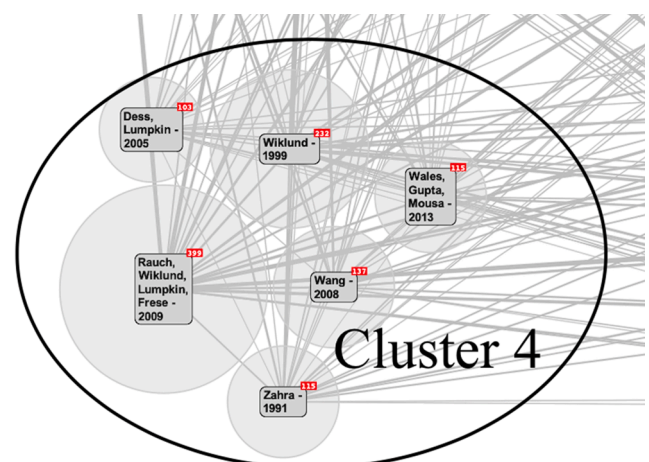 103
Dess,
Lumpkin -
2005
232
Wiklund -
1999
115
Wales,
Gupta,
Mousa -
2013
399
Rauch,
Wiklund,
Lumpkin,
Frese -
2009
137
Wang -
2008
Cluster 4
115
Zahra -
1991